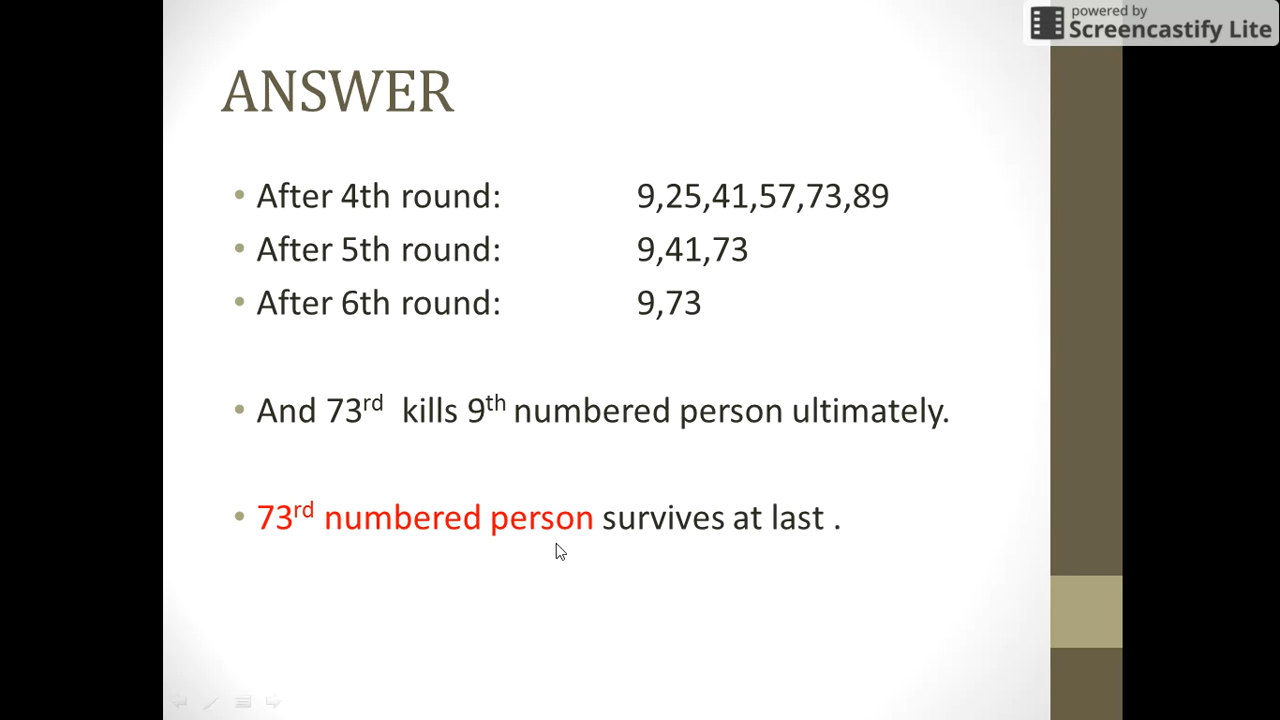 powered by
Screencastify Lite
ANSWER
• After 4th round: 9,25,41,57,73,89
• After 5th round: 9,41,73
• After 6th round: 9,73
• And 73rd kills 9th numbered person ultimately.
• 73rd numbered person survives at last .